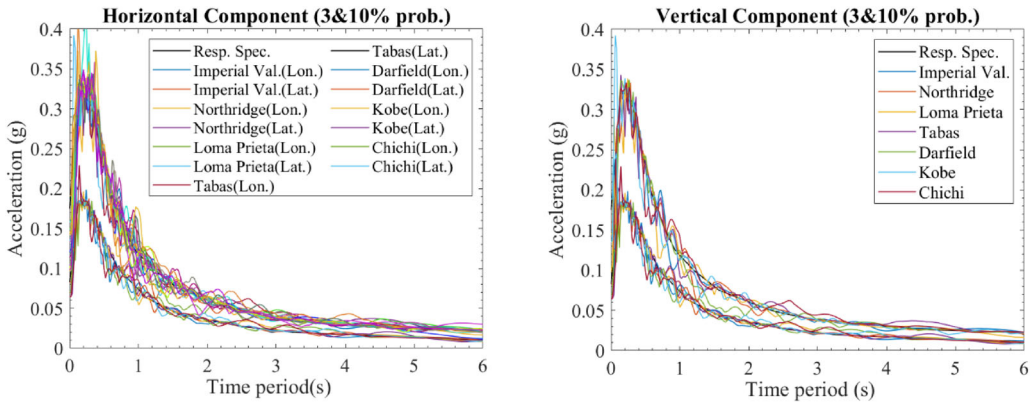 Horizontal Component (3&10% prob.)
0.4
0.35
0.3
0.25
0.2
0.15
0.1
0.05
0
Acceleration (g)
Resp. Spec.
Imperial Val.(Lon.)
Imperial Val.(Lat.)
Northridge(Lon.)
Northridge(Lat.)
Loma Prieta(Lon.)
Loma Prieta(Lat.)
Tabas(Lon.)
Tabas(Lat.)
Darfield(Lon.)
Darfield(Lat.)
Kobe(Lon.)
Kobe(Lat.)
Chichi(Lon.)
Chichi(Lat.)
0 1 2 3 4 5 6
Time period(s)
Vertical Component (3&10% prob.)
0.4
0.35
0.3
0.25
0.2
0.15
0.1
0.05
0
Acceleration (g)
Resp. Spec.
Imperial Val.
Northridge
Loma Prieta
Tabas
Darfield
Kobe
Chichi
0 1 2 3 4 5 6
Time period (s)